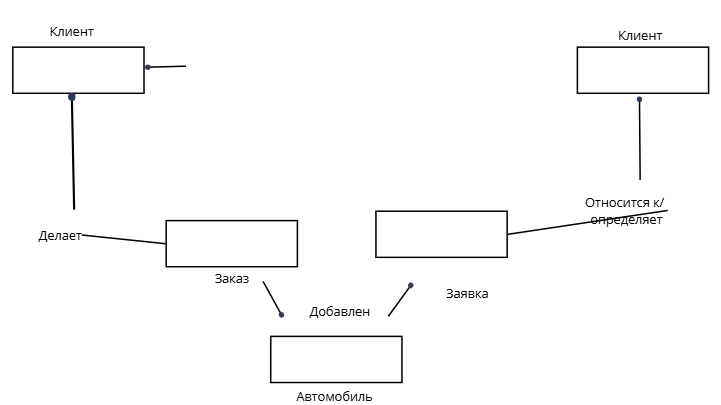 Клиент
Клиент
Относится к/
определяет
Делает
Заказ
Заявка
Добавлен
Автомобиль